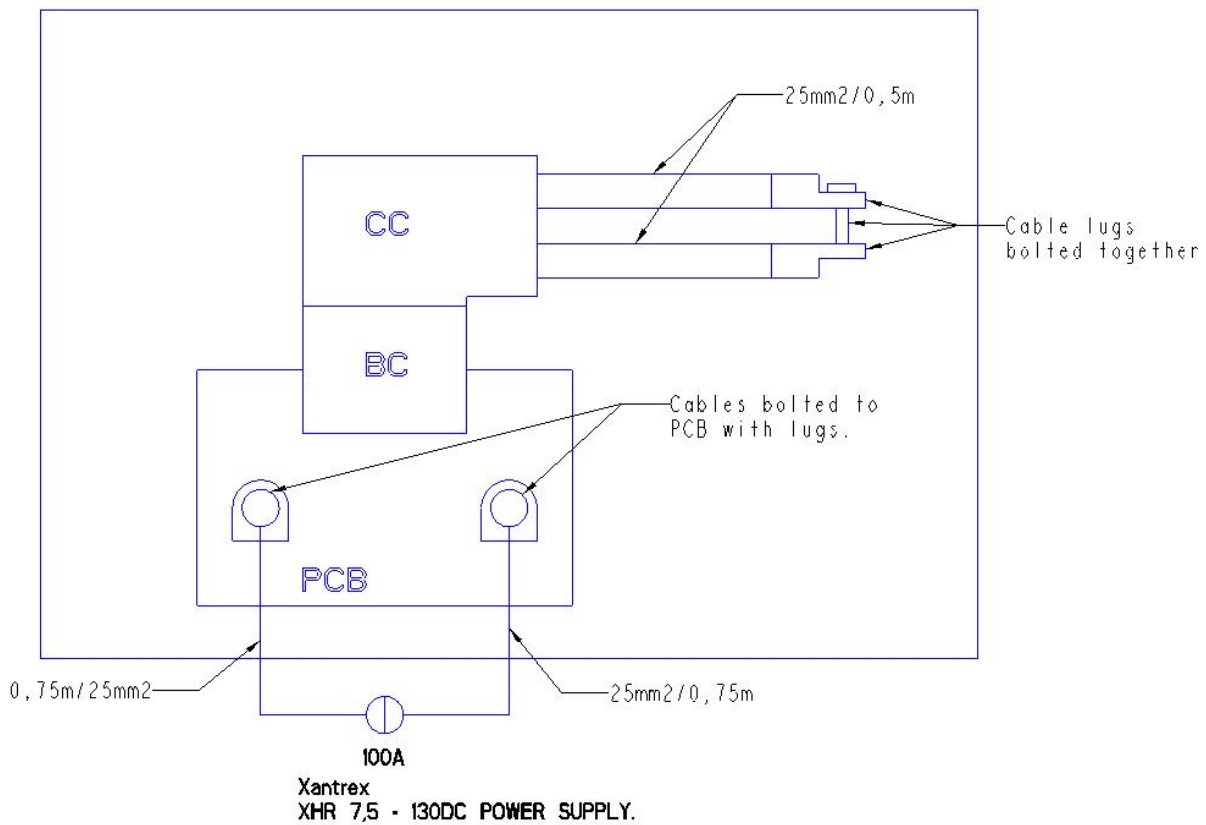 25mm2/0,5m
CC
Cable lugs
bolted together
BC
Cables bolted to
PCB with lugs.
PCB
0,75m/25mm2
25mm2/0,75m
100A
Xantrex
XHR 7,5 - 130DC POWER SUPPLY.